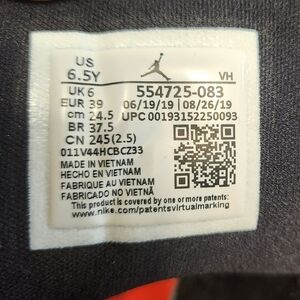 US
6.5Y
VH
UK 6
554725-083
EUR 39
06/19/19 | 08/26/19
cm 24.5
UPC 00193152250093
BR 37.5
CN 245(2.5)
011V44HCBCZ33
MADE IN VIETNAM
HECHO EN VIETNAM
FABRIQUE AU VIETNAM
FABRICADO NO VIETNÃ
This product is covered by one or more patents. See
www.nike.com/patentsvirtualmarking